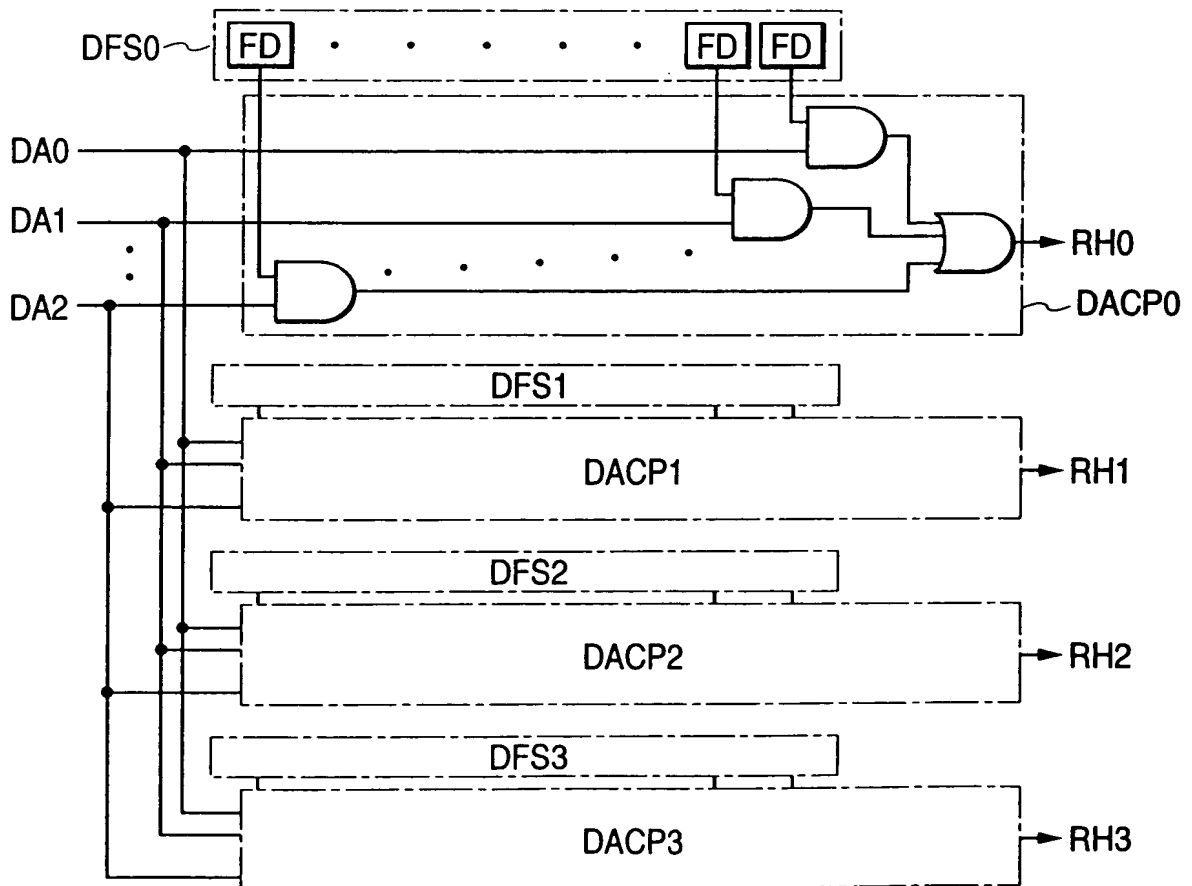 DFS0
FD FD FD
DA0
DA1
RH0
DA2
DACP0
DFS1
DACP1
RH1
DFS2
DACP2
RH2
DFS3
DACP3
RH3